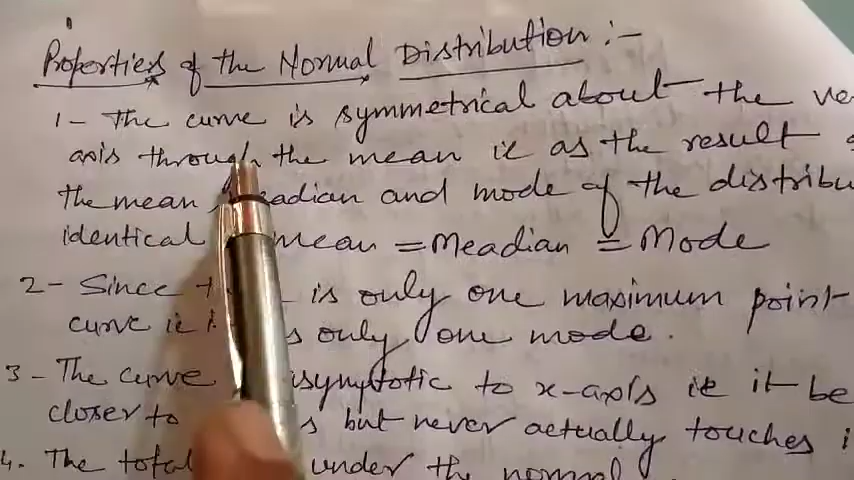 Properties of the Normal Distribution :-
1- The curve is symmetrical about the
axis through the mean ie as the result
the mean, Meadian and mode of the distribu
identical mean = Meadian = Mode
2- Since is only one maximum point
curve ie only one mode.
3- The curve asymptotic to x-axis ie it be
closer to but never actually touches
4. The total under the normal